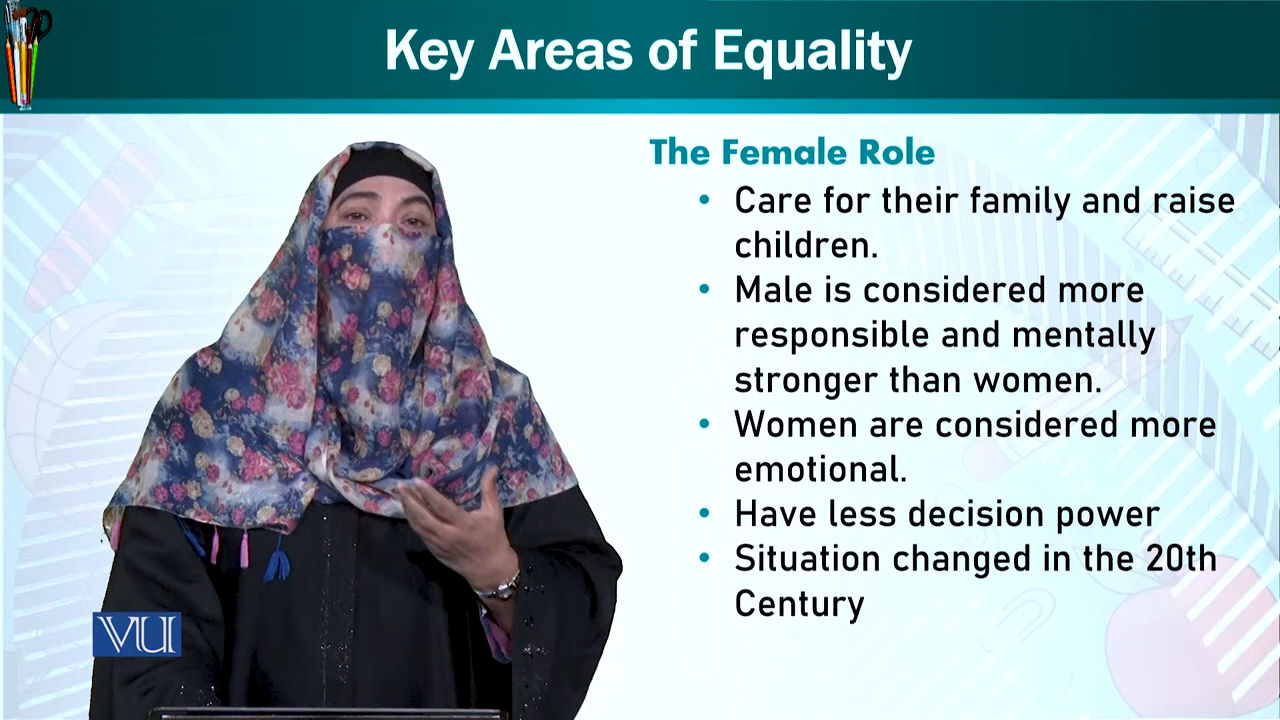 Key Areas of Equality
The Female Role
• Care for their family and raise
children.
• Male is considered more
responsible and mentally
stronger than women.
• Women are considered more
emotional.
• Have less decision power
• Situation changed in the 20th
Century
VU